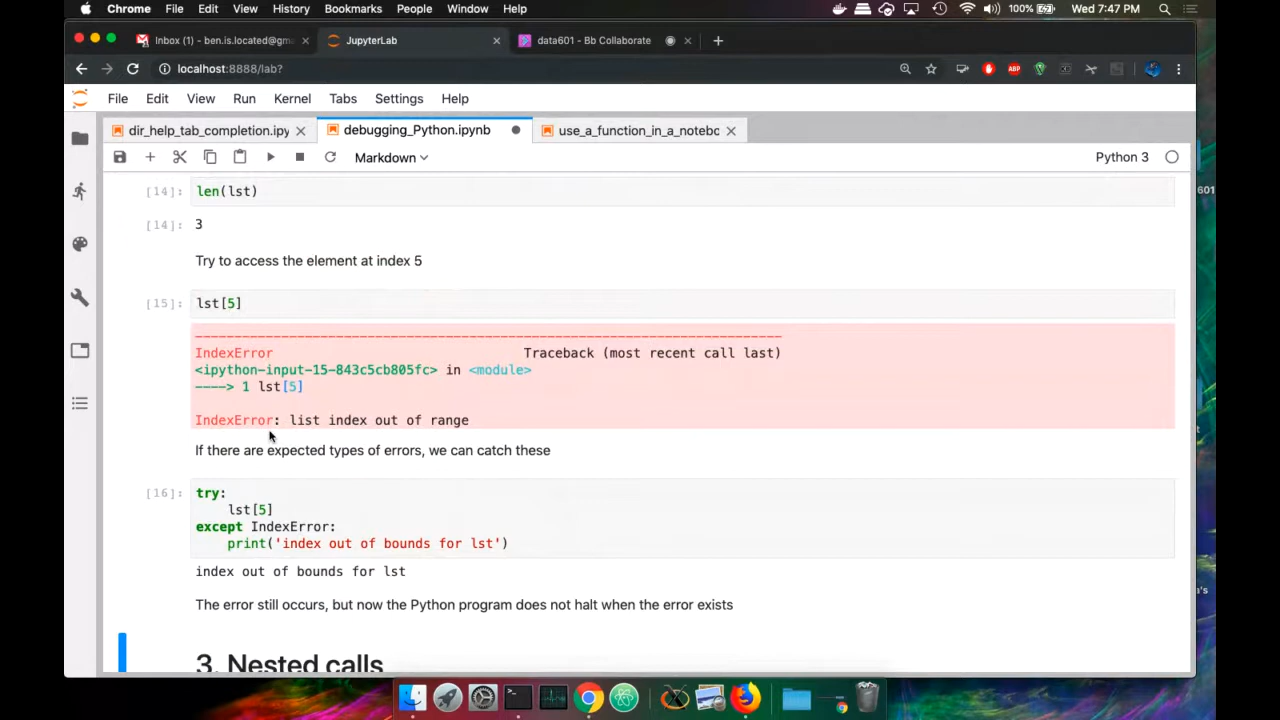 Chrome File Edit View History Bookmarks People Window Help 100% Wed 7:47 PM
Inbox (1) - ben.is.located@gm JupyterLab data601 - Bb Collaborate
localhost:8888/lab? ABP
File Edit View Run Kernel Tabs Settings Help
dir_help_tab_completion.ipy debugging_Python.ipynb use_a_function_in_a_notebo
Markdown Python 3
[14]: len(lst)
601
[14]: 3
Try to access the element at index 5
[15]: lst[5]
IndexError Traceback (most recent call last)
<ipython-input-15-843c5cb805fc> in <module>
----> 1 lst[5]
IndexError: list index out of range
If there are expected types of errors, we can catch these
[16]: try:
lst[5]
except IndexError:
print('index out of bounds for lst')
index out of bounds for lst
The error still occurs, but now the Python program does not halt when the error exists
3. Nested calls